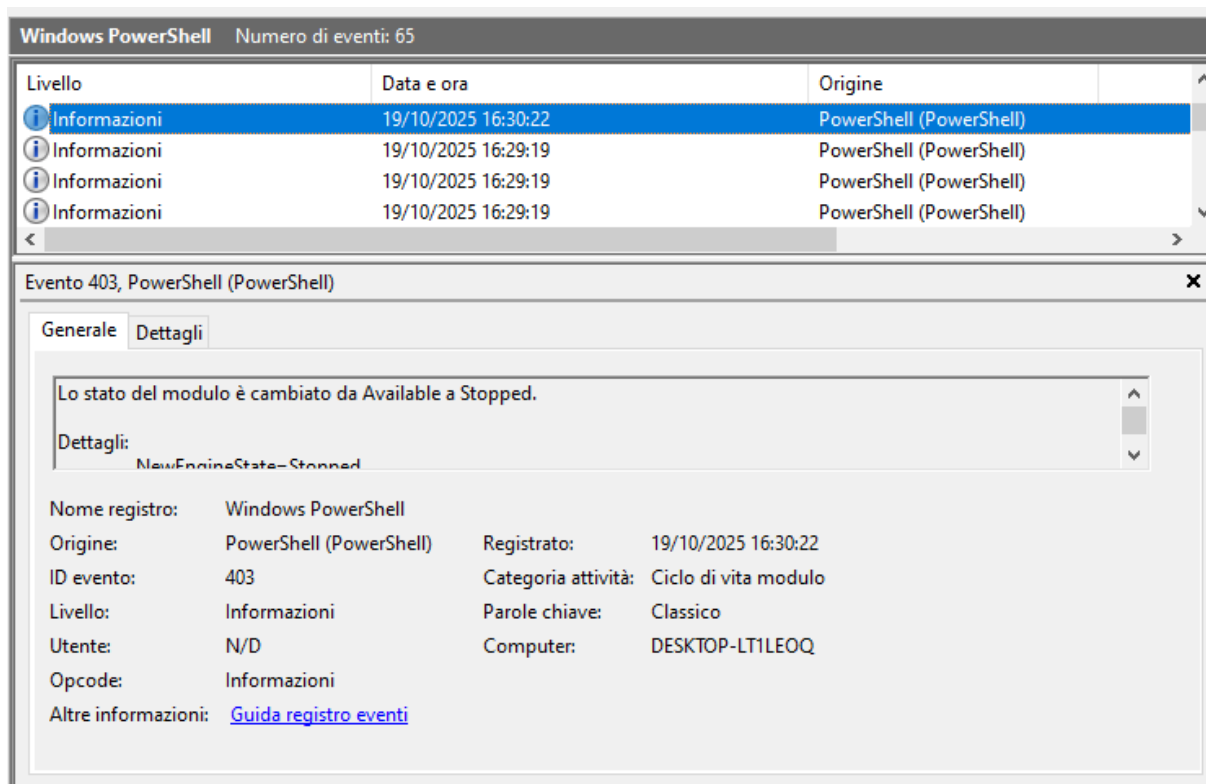 Windows PowerShell Numero di eventi: 65
Livello Data e ora Origine
Informazioni 19/10/2025 16:30:22 PowerShell (PowerShell)
Informazioni 19/10/2025 16:29:19 PowerShell (PowerShell)
Informazioni 19/10/2025 16:29:19 PowerShell (PowerShell)
Informazioni 19/10/2025 16:29:19 PowerShell (PowerShell)
Evento 403, PowerShell (PowerShell)
Generale Dettagli
Lo stato del modulo è cambiato da Available a Stopped.
Dettagli:
NewEngineState=Stopped
Nome registro: Windows PowerShell
Origine: PowerShell (PowerShell) Registrato: 19/10/2025 16:30:22
ID evento: 403 Categoria attività: Ciclo di vita modulo
Livello: Informazioni Parole chiave: Classico
Utente: N/D Computer: DESKTOP-LT1LEOQ
Opcode: Informazioni
Altre informazioni: Guida registro eventi